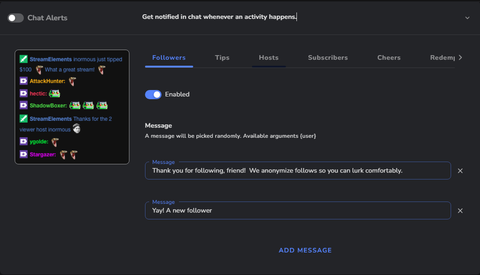 Chat Alerts
Get notified in chat whenever an activity happens.
StreamElements inormous just tipped
$100 What a great stream!
AttackHunter:
hectic:
ShadowBoxer:
StreamElements Thanks for the 2
viewer host inormous
ygolde:
Stargazer:
Followers Tips Hosts Subscribers Cheers Redemp
Enabled
Message
A message will be picked randomly. Available arguments {user}
Message
Thank you for following, friend! We anonymize follows so you can lurk comfortably.
Message
Yay! A new follower
ADD MESSAGE